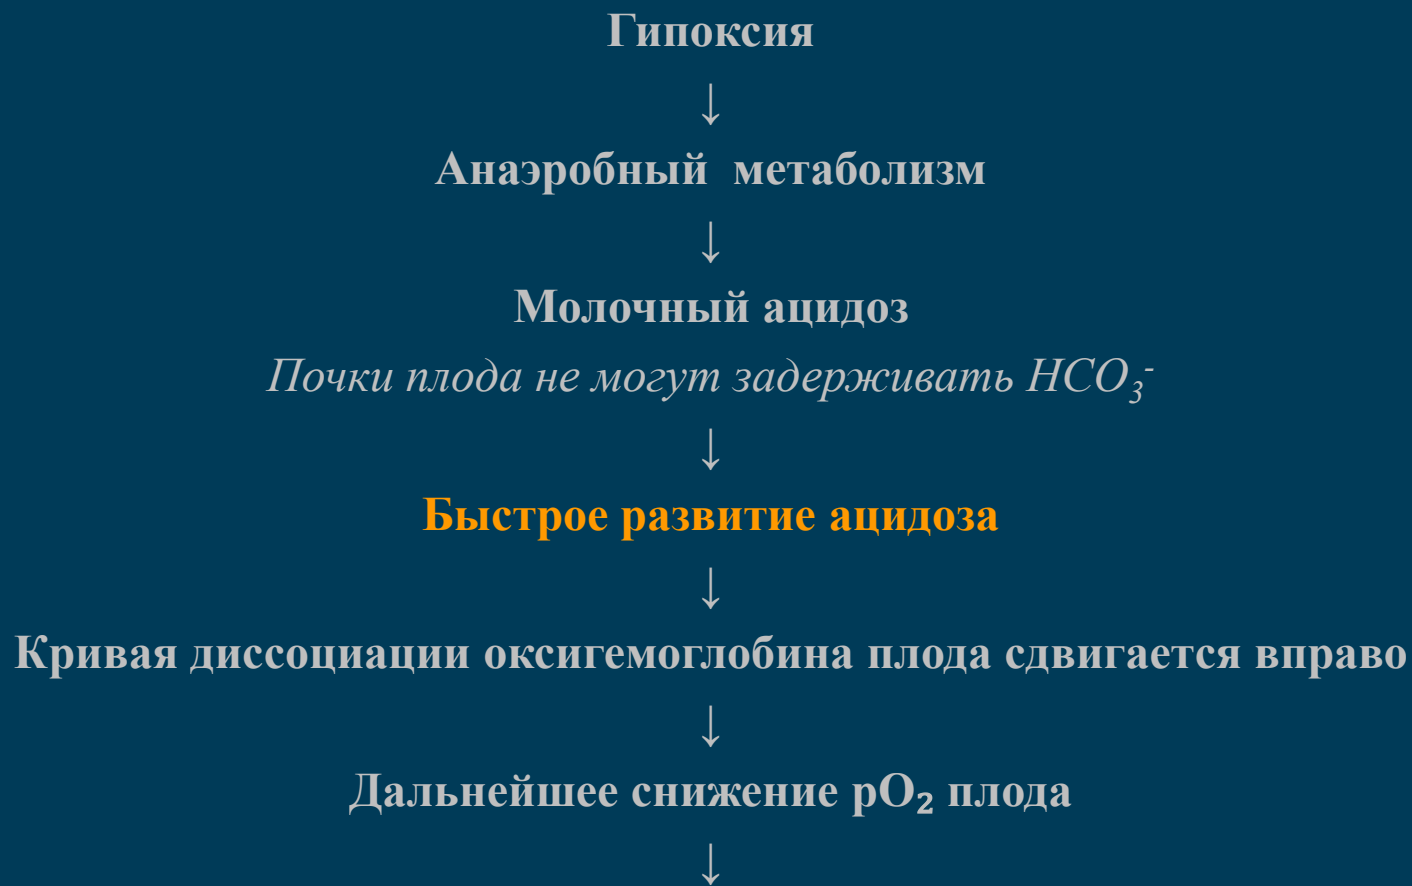 Гипоксия
↓
Анаэробный метаболизм
↓
Молочный ацидоз
Почки плода не могут задерживать HCO₃⁻
↓
Быстрое развитие ацидоза
↓
Кривая диссоциации оксигемоглобина плода сдвигается вправо
↓
Дальнейшее снижение pO₂ плода
↓